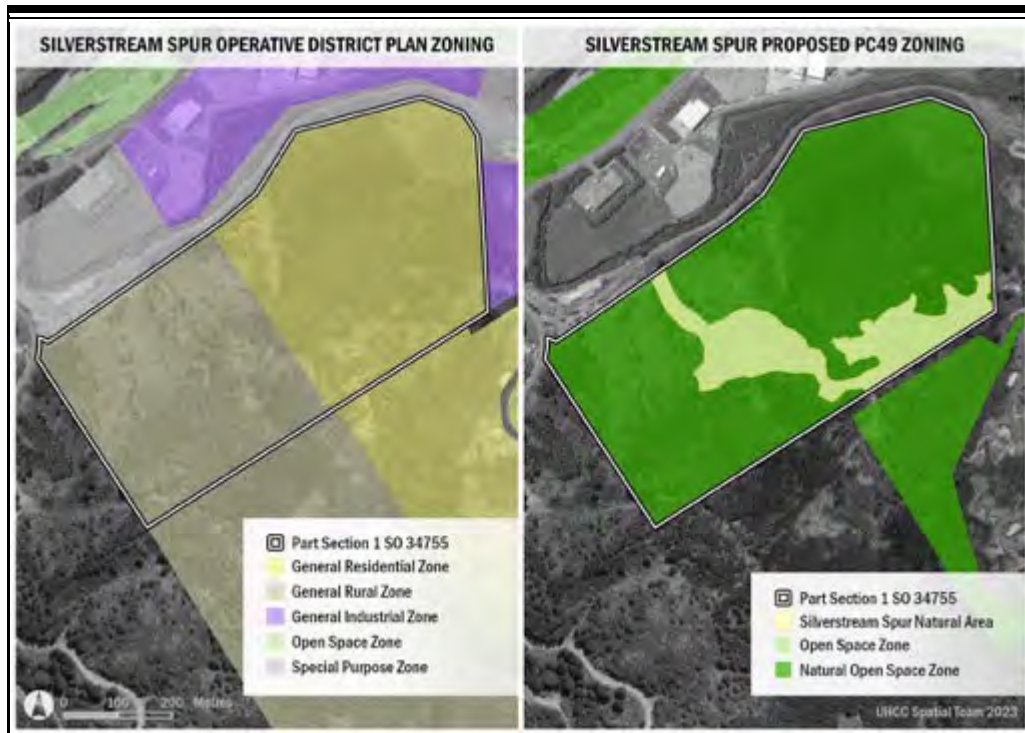 SILVERSTREAM SPUR OPERATIVE DISTRICT PLAN ZONING
Part Section 1 SO 34755
General Residential Zone
General Rural Zone
General Industrial Zone
Open Space Zone
Special Purpose Zone
0 100 200 Metres
SILVERSTREAM SPUR PROPOSED PC49 ZONING
Part Section 1 SO 34755
Silverstream Spur Natural Area
Open Space Zone
Natural Open Space Zone
UHCC Spatial Team 2023